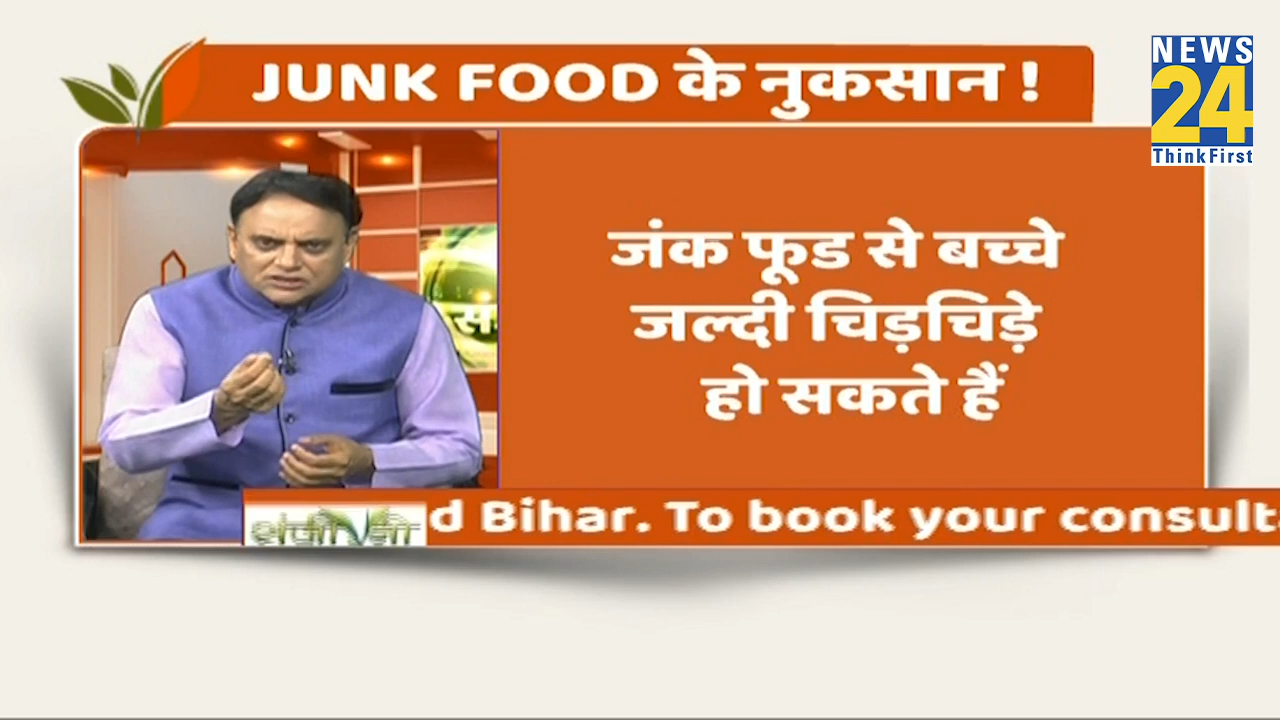 JUNK FOOD के नुकसान !
NEWS
24
ThinkFirst
जंक फूड से बच्चे
जल्दी चिड़चिड़े
हो सकते हैं
d Bihar. To book your consult